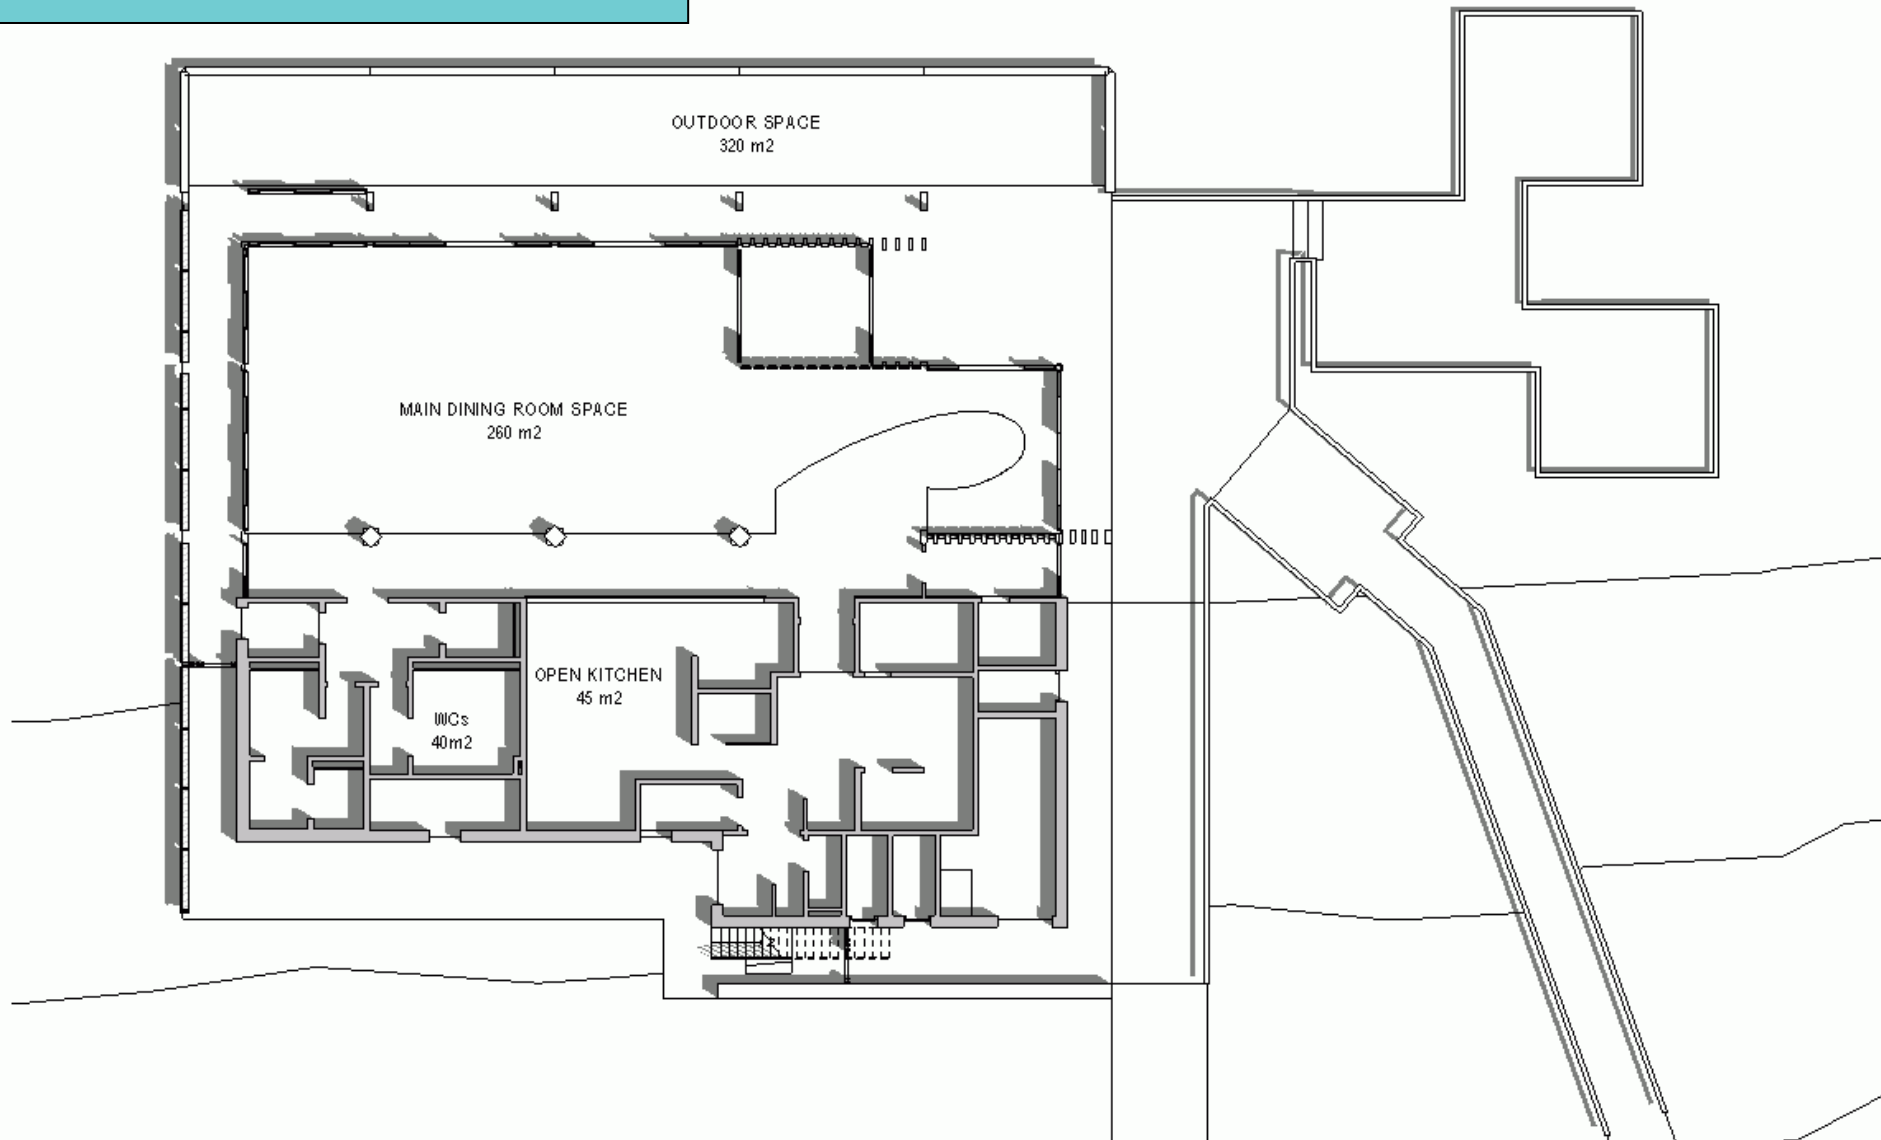 OUTDOOR SPACE
320 m2
MAIN DINING ROOM SPACE
260 m2
OPEN KITCHEN
45 m2
WCs
40m2